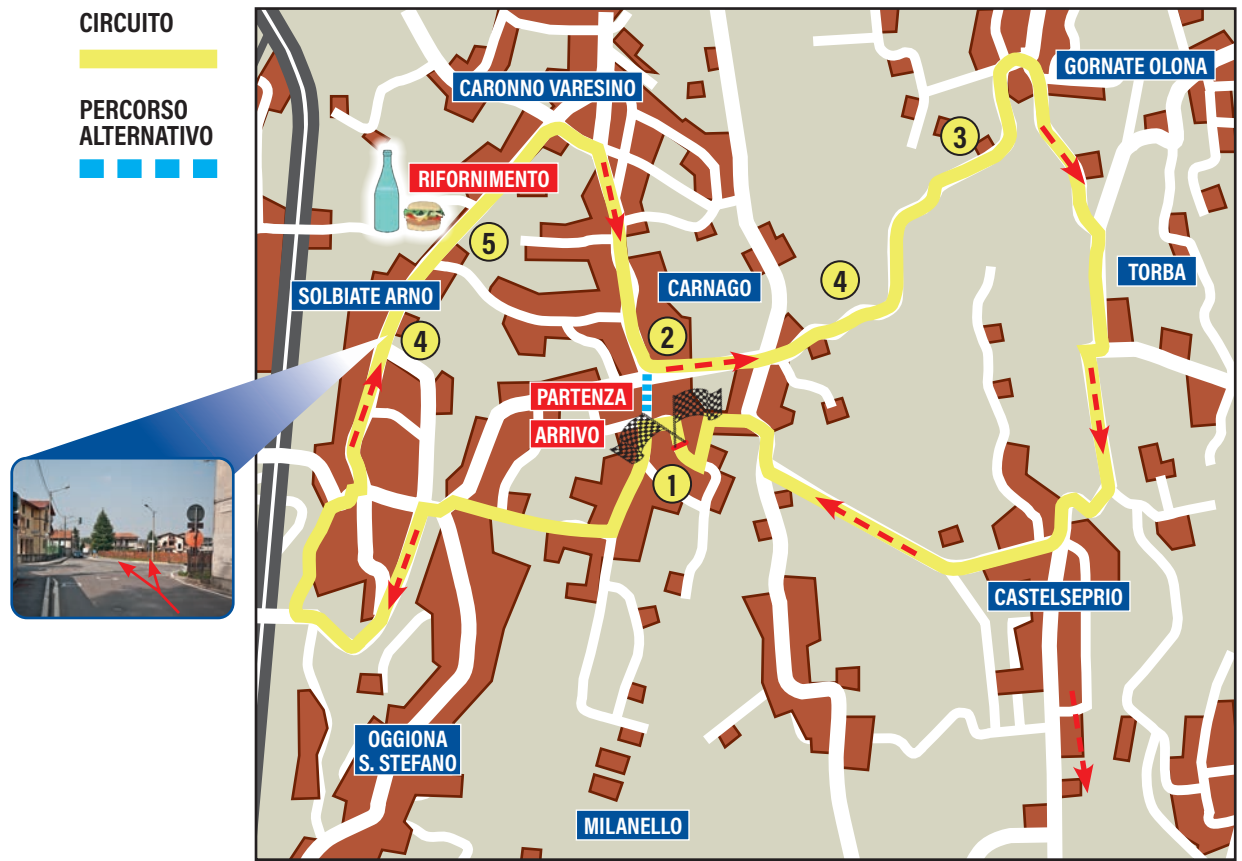 CIRCUITO
PERCORSO
ALTERNATIVO
CARONNO VARESINO
GORNATE OLONA
3
RIFORNIMENTO
5
TORBA
SOLBIATE ARNO
CARNAGO
4
4
2
PARTENZA
ARRIVO
1
CASTELSEPRIO
OGGIONA
S. STEFANO
MILANELLO